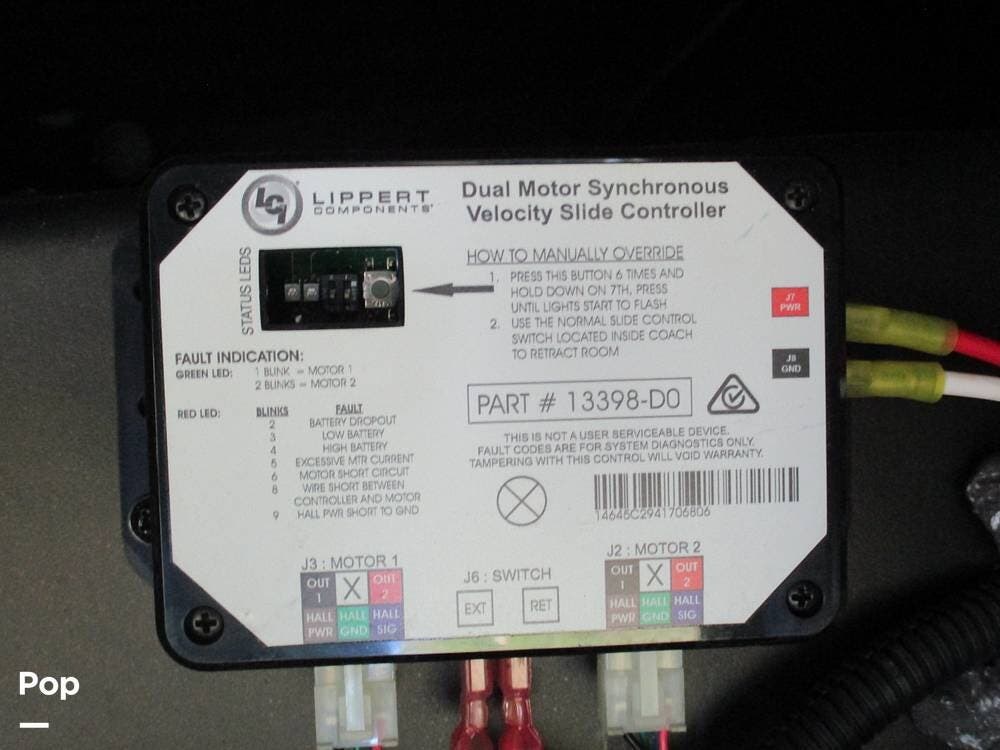 LCI LIPPERT COMPONENTS
Dual Motor Synchronous
Velocity Slide Controller
STATUS LEDS
HOW TO MANUALLY OVERRIDE
1. PRESS THIS BUTTON 6 TIMES AND
HOLD DOWN ON 7TH, PRESS
UNTIL LIGHTS START TO FLASH
2. USE THE NORMAL SLIDE CONTROL
SWITCH LOCATED INSIDE COACH
TO RETRACT ROOM
J7
PWR
J8
GND
FAULT INDICATION:
GREEN LED: 1 BLINK = MOTOR 1
2 BLINKS = MOTOR 2
RED LED: BLINKS FAULT
2 BATTERY DROPOUT
3 LOW BATTERY
4 HIGH BATTERY
5 EXCESSIVE MTR CURRENT
6 MOTOR SHORT CIRCUIT
8 WIRE SHORT BETWEEN
CONTROLLER AND MOTOR
9 HALL PWR SHORT TO GND
PART # 13398-D0
THIS IS NOT A USER SERVICEABLE DEVICE.
FAULT CODES ARE FOR SYSTEM DIAGNOSTICS ONLY.
TAMPERING WITH THIS CONTROL WILL VOID WARRANTY.
14645C2941706806
J3 : MOTOR 1
OUT 1 X OUT 2
HALL PWR HALL GND HALL SIG
J6 : SWITCH
EXT RET
J2 : MOTOR 2
OUT 1 X OUT 2
HALL PWR HALL GND HALL SIG
Pop